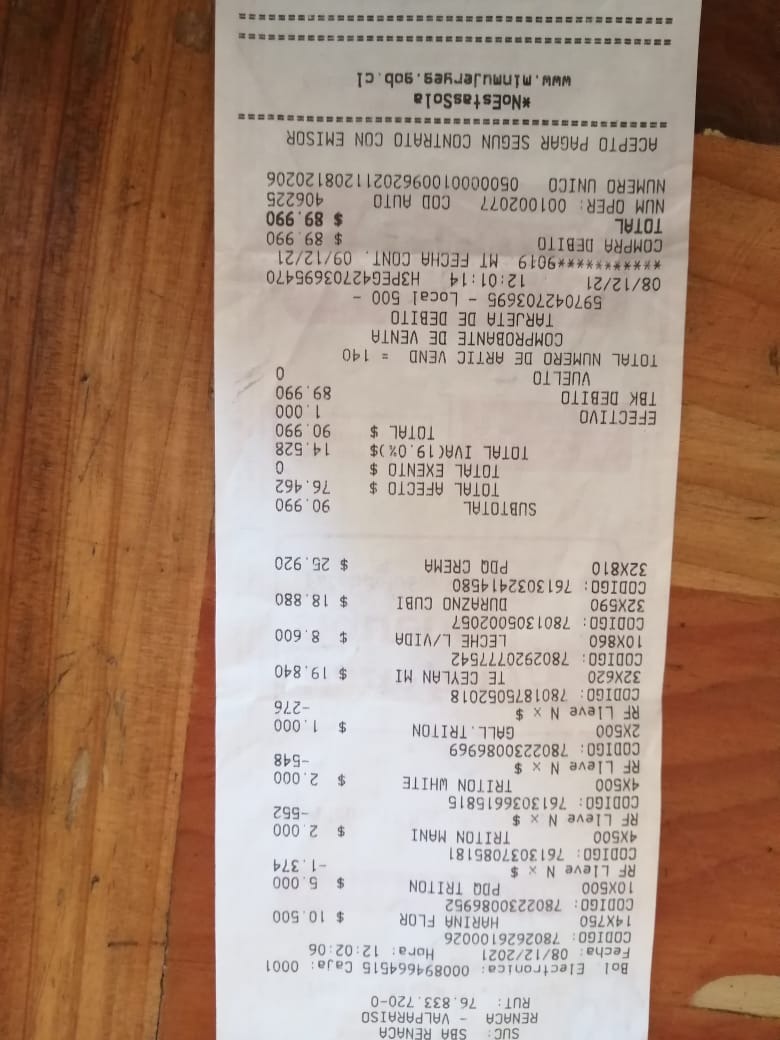 SUC: SBA RENACA
RENACA - VALPARAISO
RUT: 76.833.720-0
Bol Electronica: 000894664515 Caja: 0001
Fecha: 08/12/2021 Hora: 12:02:06
CODIGO: 7802626100026
14X750 HARINA FLOR $ 10.500
CODIGO: 7802230086952
10X500 PDQ TRITON $ 5.000
RF Lleve N x $ -1.374
CODIGO: 7613037085181
4X500 TRITON MANI $ 2.000
RF Lleve N x $ -552
CODIGO: 7613036615815
4X500 TRITON WHITE $ 2.000
RF Lleve N x $ -548
CODIGO: 7802230086969
2X500 GALL.TRITON $ 1.000
RF Lleve N x $ -276
CODIGO: 7801875052018
32X620 TE CEYLAN MI $ 19.840
CODIGO: 7802920777542
10X860 LECHE L/VIDA $ 8.600
CODIGO: 7801305002057
32X590 DURAZNO CUBI $ 18.880
CODIGO: 7613032414580
32X810 PDQ CREMA $ 25.920
SUBTOTAL 90.990
TOTAL AFECTO $ 76.462
TOTAL EXENTO $ 0
TOTAL IVA(19.0%)$ 14.528
TOTAL $ 90.990
EFECTIVO 1.000
TBK DEBITO 89.990
VUELTO 0
TOTAL NUMERO DE ARTIC VEND = 140
COMPROBANTE DE VENTA
TARJETA DE DEBITO
597042703695 - Local 500 -
08/12/21 12:01:14 H3PEG42703695470
************9019 MT FECHA CONT. 09/12/21
COMPRA DEBITO $ 89.990
TOTAL $ 89.990
NUM OPER: 001002077 COD AUTO 406225
NUMERO UNICO 05000001009620211208120206
ACEPTO PAGAR SEGUN CONTRATO CON EMISOR
========================================
*NoEstasSola
www.minmujeryeg.gob.cl
========================================
========================================